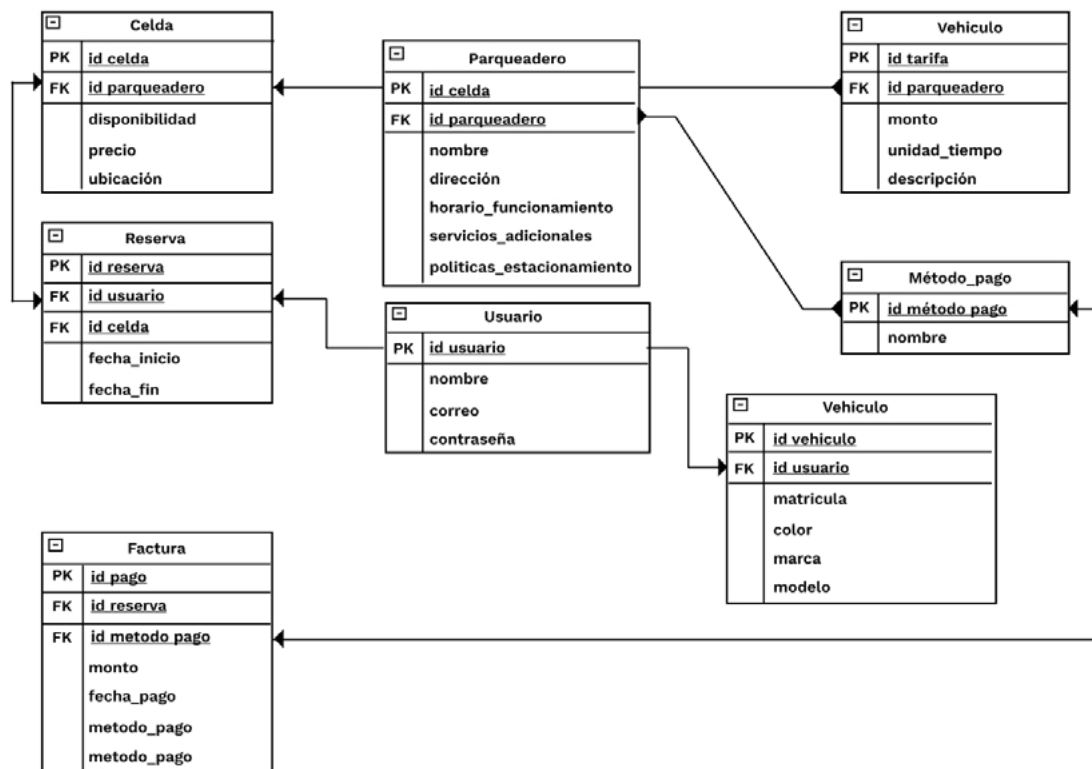 Celda
PK id celda
FK id parqueadero
disponibilidad
precio
ubicación
Parqueadero
PK id celda
FK id parqueadero
nombre
dirección
horario_funcionamiento
servicios_adicionales
politicas_estacionamiento
Vehiculo
PK id tarifa
FK id parqueadero
monto
unidad_tiempo
descripción
Reserva
PK id reserva
FK id usuario
FK id celda
fecha_inicio
fecha_fin
Usuario
PK id usuario
nombre
correo
contraseña
Método_pago
PK id método pago
nombre
Vehiculo
PK id vehiculo
FK id usuario
matricula
color
marca
modelo
Factura
PK id pago
FK id reserva
FK id metodo pago
monto
fecha_pago
metodo_pago
metodo_pago